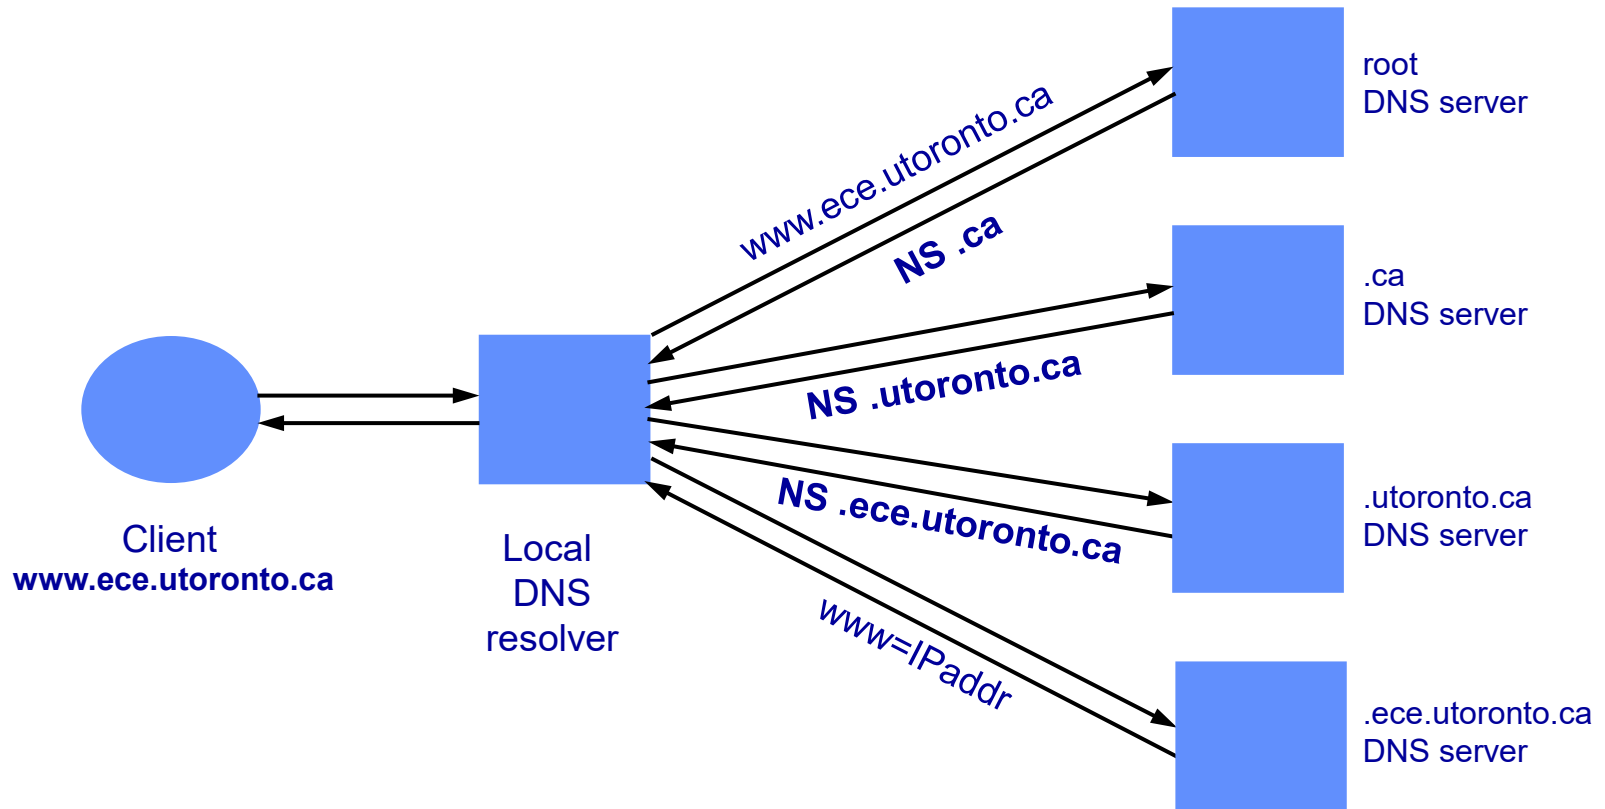 root
DNS server
www.ece.utoronto.ca
NS .ca
.ca
DNS server
NS .utoronto.ca
NS .ece.utoronto.ca
.utoronto.ca
DNS server
Client
www.ece.utoronto.ca
Local
DNS
resolver
www=IPaddr
.ece.utoronto.ca
DNS server